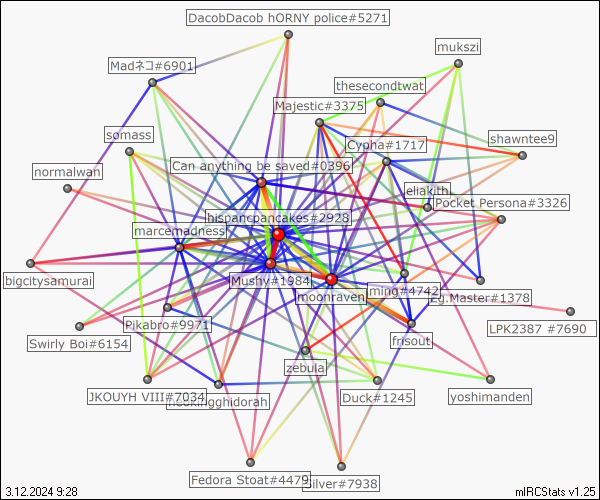 DacobDacob hORNY police#5271
mukszi
Madネコ#6901
thesecondtwat
Majestic#3375
somass
Cypha#1717
shawntee9
Can anything be saved#0396
normalwan
eliakith
Pocket Persona#3326
hispancpancakes#2928
marcemadness
bigcitysamurai
Mushy#1984
ming#4742
moonraven
Zg.Master#1378
Pikabro#9971
LPK2387 #7690
Swirly Boi#6154
frisout
zebula
JKOUYH VIII#7034
Duck#1245
yoshimanden
Fedora Stoat#4479
Silver#7938
3.12.2024 9:28
mIRCStats v1.25